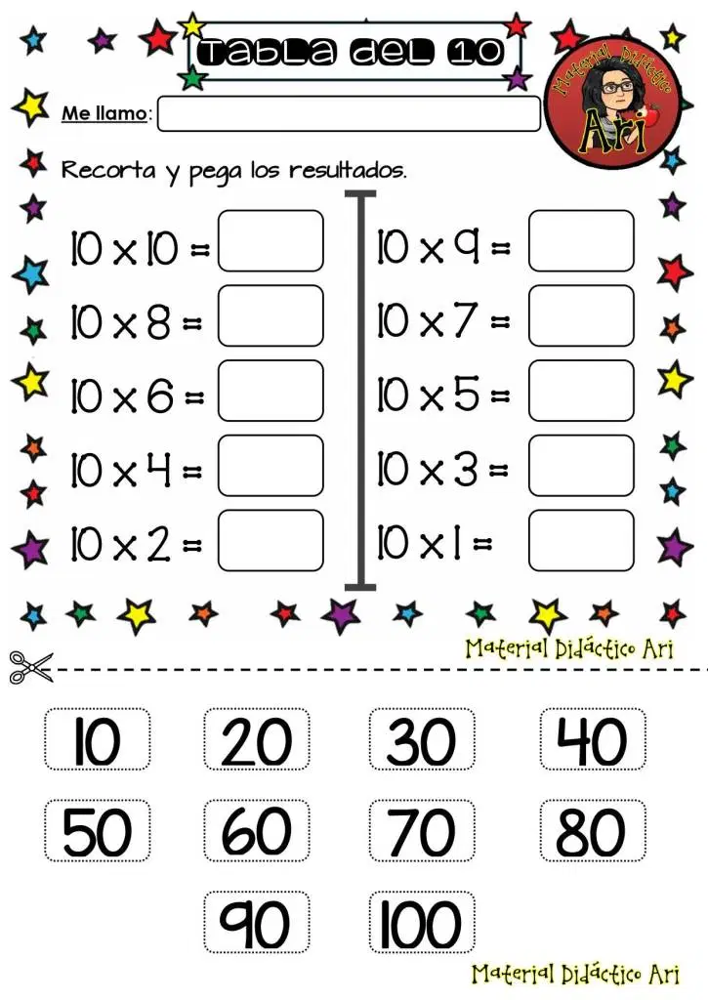 Tabla del 10
Material Didáctico
Ari
Me llamo:
Recorta y pega los resultados.
10 x 10 =
10 x 9 =
10 x 8 =
10 x 7 =
10 x 6 =
10 x 5 =
10 x 4 =
10 x 3 =
10 x 2 =
10 x 1 =
Material Didáctico Ari
10 20 30 40
50 60 70 80
90 100
Material Didáctico Ari